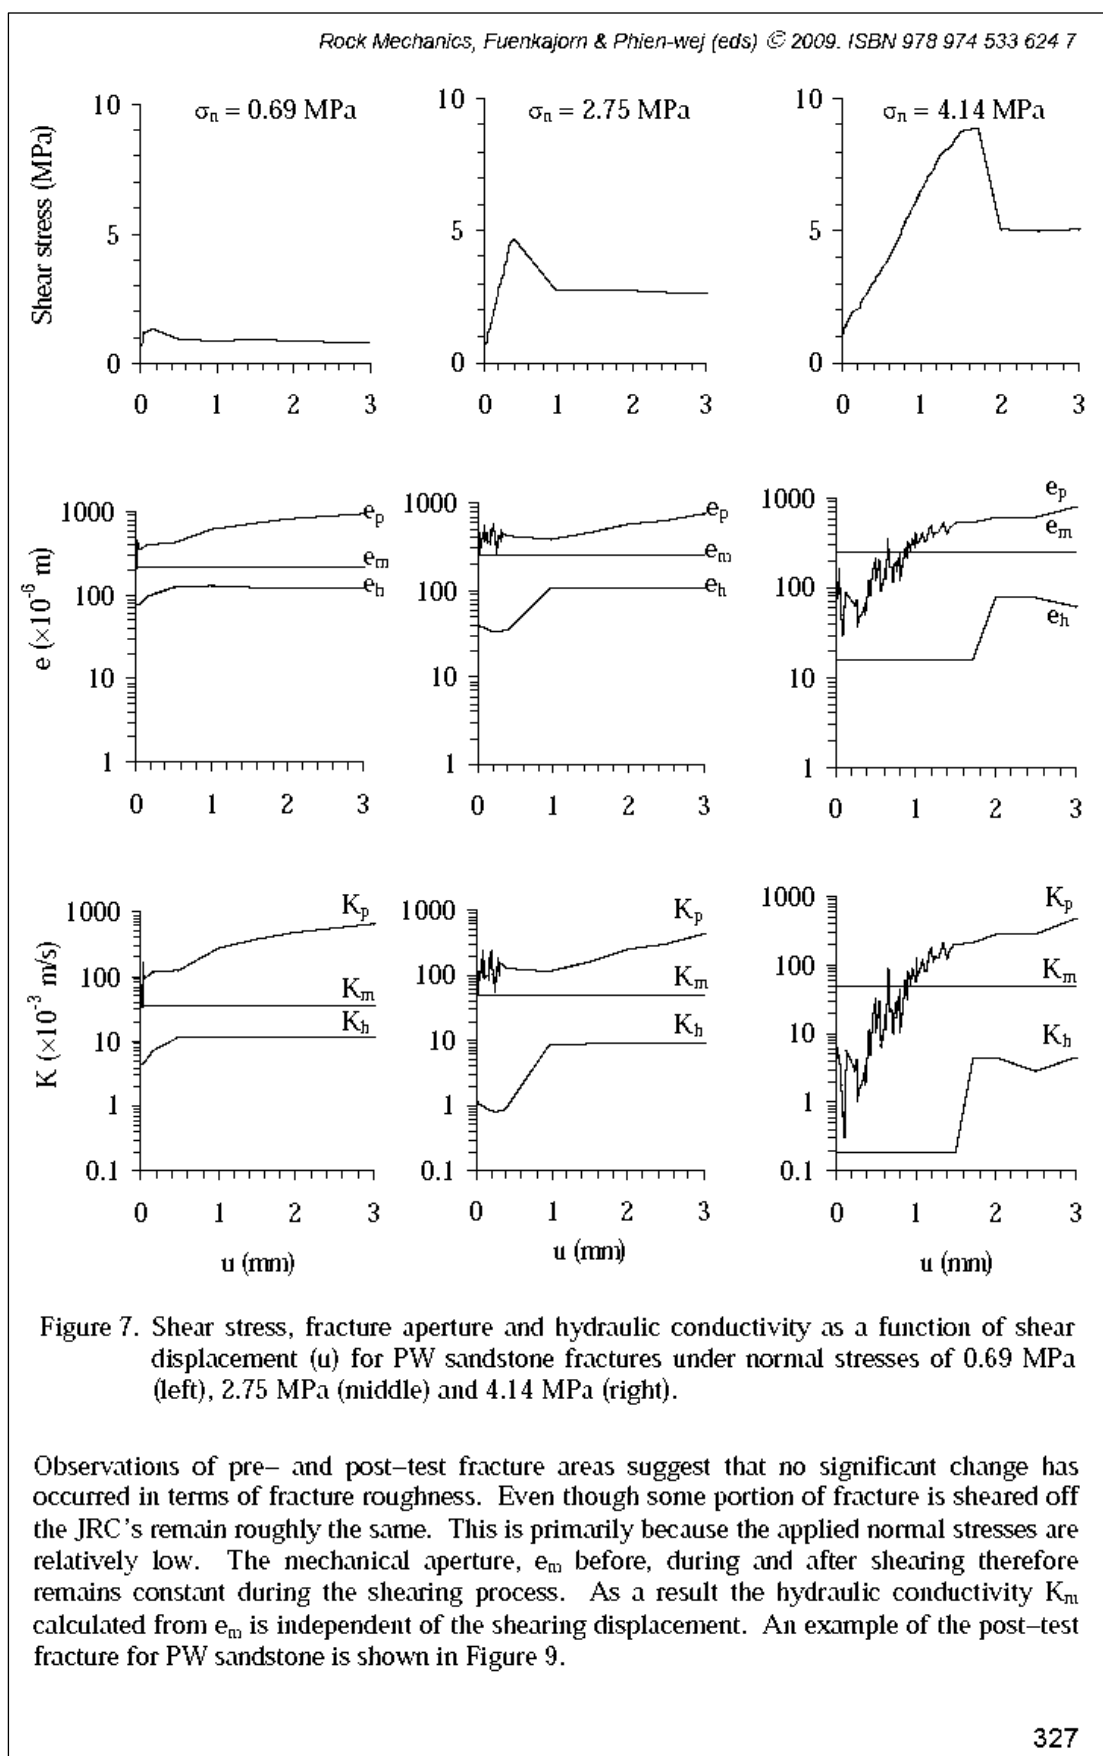 Rock Mechanics, Fuenkajorn & Phien-wej (eds) © 2009. ISBN 978 974 533 624 7
σn = 0.69 MPa
σn = 2.75 MPa
σn = 4.14 MPa
Shear stress (MPa)
10
5
0
0 1 2 3
10
5
0
0 1 2 3
10
5
0
0 1 2 3
e (×10⁻⁶ m)
1000
100
10
1
ep
em
eh
0 1 2 3
1000
100
10
1
ep
em
eh
0 1 2 3
1000
100
10
1
ep
em
eh
0 1 2 3
K (×10⁻³ m/s)
1000
100
10
1
0.1
Kp
Km
Kh
0 1 2 3
u (mm)
1000
100
10
1
0.1
Kp
Km
Kh
0 1 2 3
u (mm)
1000
100
10
1
0.1
Kp
Km
Kh
0 1 2 3
u (mm)
Figure 7. Shear stress, fracture aperture and hydraulic conductivity as a function of shear
displacement (u) for PW sandstone fractures under normal stresses of 0.69 MPa
(left), 2.75 MPa (middle) and 4.14 MPa (right).
Observations of pre– and post–test fracture areas suggest that no significant change has
occurred in terms of fracture roughness. Even though some portion of fracture is sheared off
the JRC's remain roughly the same. This is primarily because the applied normal stresses are
relatively low. The mechanical aperture, em before, during and after shearing therefore
remains constant during the shearing process. As a result the hydraulic conductivity Km
calculated from em is independent of the shearing displacement. An example of the post–test
fracture for PW sandstone is shown in Figure 9.
327